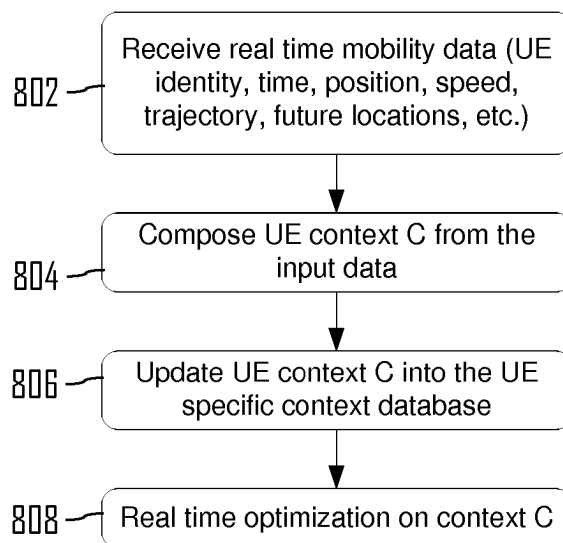 Receive real time mobility data (UE
802
identity, time, position, speed,
trajectory, future locations, etc.)
Compose UE context C from the
804
input data
Update UE context C into the UE
806
specific context database
808
Real time optimization on context C